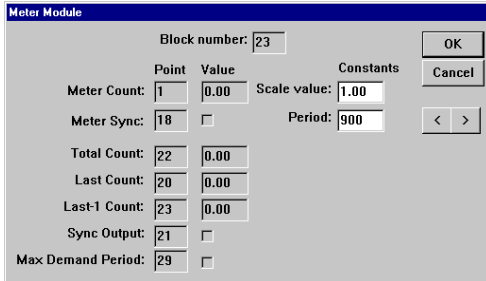 Meter Module
Block number: 23
OK
Point Value Constants
Cancel
Meter Count: 1 0.00 Scale value: 1.00
Meter Sync: 18 Period: 900 < >
Total Count: 22 0.00
Last Count: 20 0.00
Last-1 Count: 23 0.00
Sync Output: 21
Max Demand Period: 29